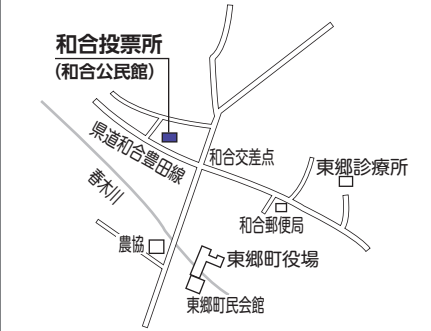 和合投票所
(和合公民館)
県道和合豊田線
和合交差点
東郷診療所
春木川
和合郵便局
農協
東郷町役場
東郷町民会館